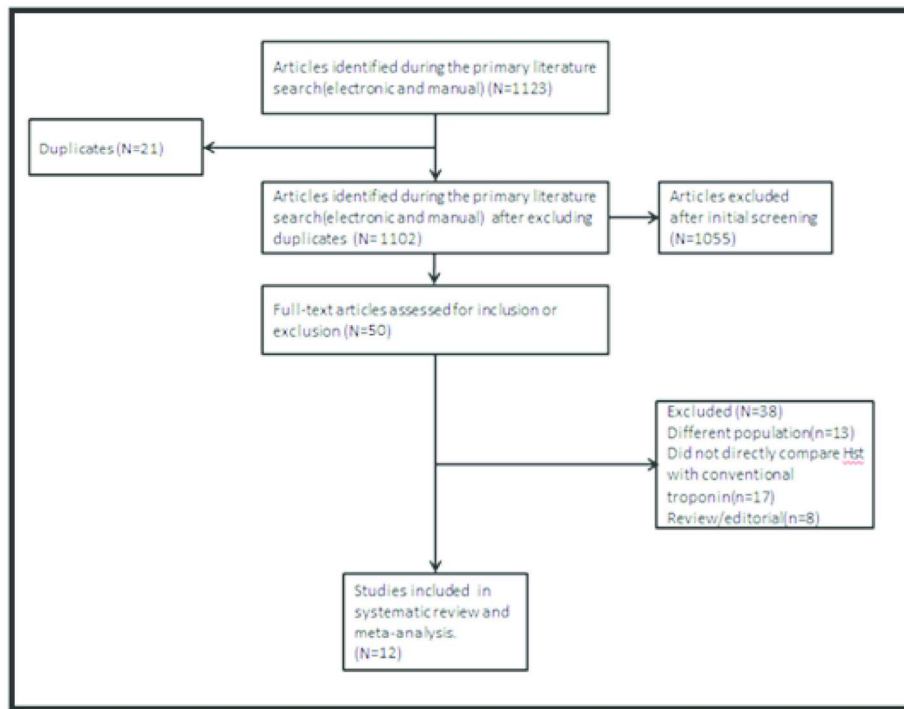 Articles identified during the primary literature
search(electronic and manual) (N=1123)
Duplicates (N=21)
Articles identified during the primary literature
search(electronic and manual) after excluding
duplicates (N=1102)
Articles excluded
after initial screening
(N=1055)
Full-text articles assessed for inclusion or
exclusion (N=50)
Excluded (N=38)
Different population(n=13)
Did not directly compare Hst
with conventional
troponin(n=17)
Review/editorial(n=8)
Studies included in
systematic review and
meta-analysis.
(N=12)